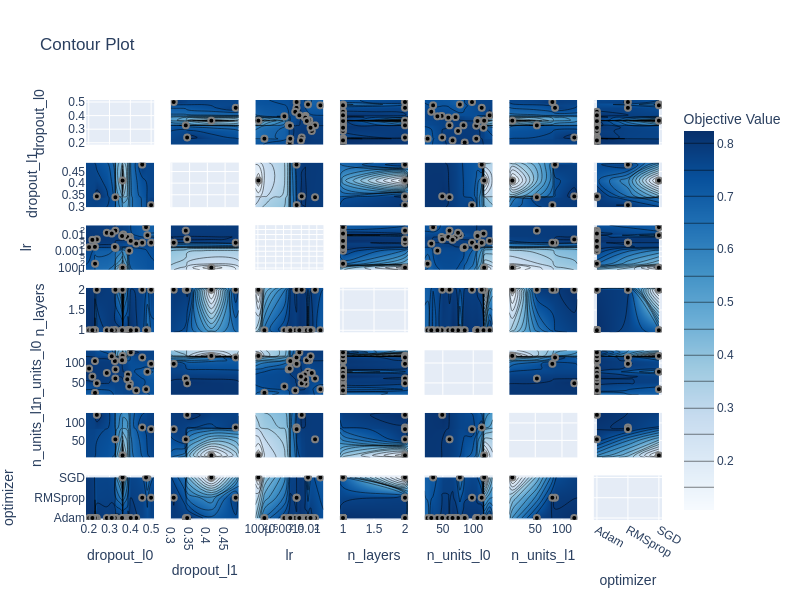 Contour Plot
Objective Value
dropout_l0
0.5
0.4
0.3
0.2
dropout_l1
0.45
0.4
0.35
0.3
lr
0.01
0.001
100μ
n_layers
2
1.5
1
n_units_l0
100
50
n_units_l1
100
50
optimizer
SGD
RMSprop
Adam
0.8
0.7
0.6
0.5
0.4
0.3
0.2
0.2 0.3 0.4 0.5
0.3 0.35 0.4 0.45
0.01
1 1.5 2
50 100
50 100
Adam RMSprop SGD
dropout_l0
dropout_l1
lr
n_layers
n_units_l0
n_units_l1
optimizer